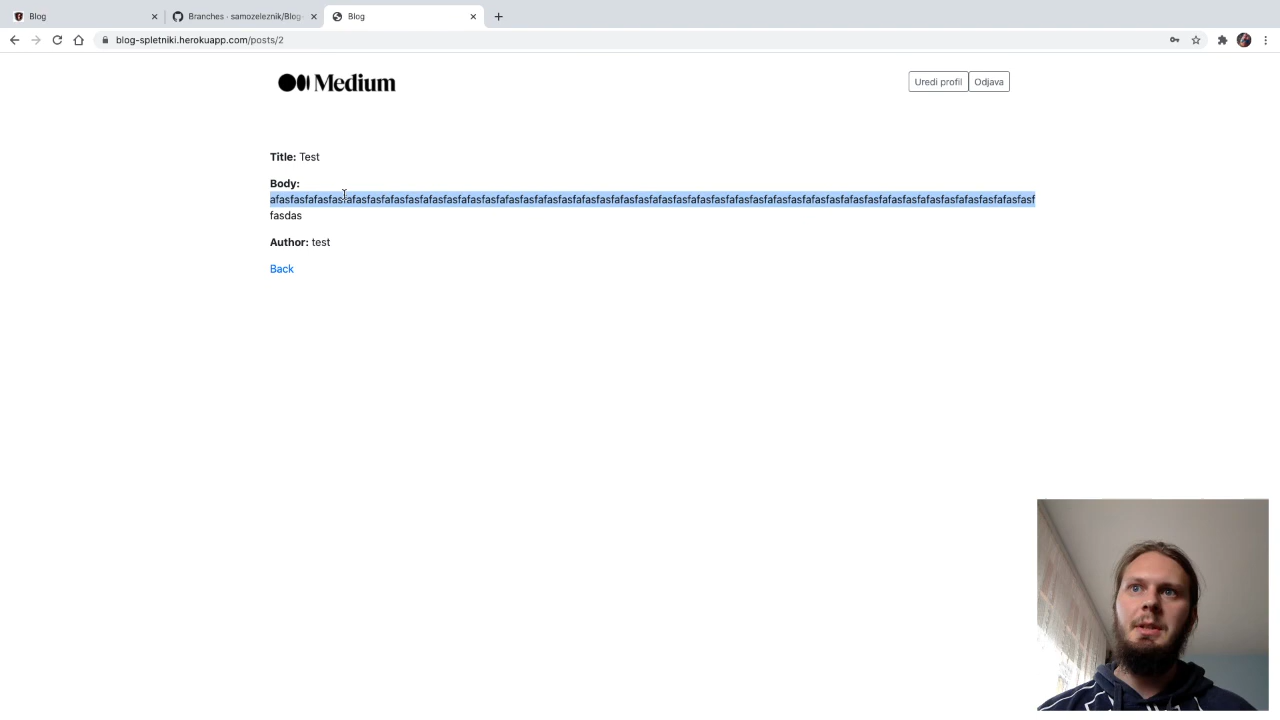 Blog
Branches · samozeleznik/Blog
Blog
blog-spletniki.herokuapp.com/posts/2
Medium
Uredi profil
Odjava
Title: Test
Body:
fasdas
Author: test
Back